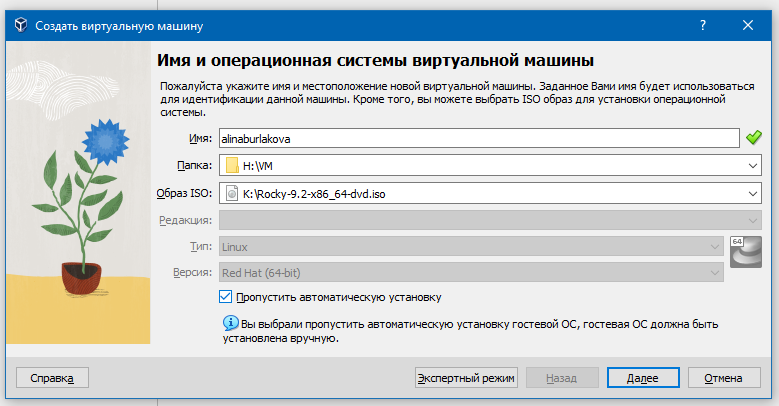 Создать виртуальную машину
?
Имя и операционная системы виртуальной машины
Пожалуйста укажите имя и местоположение новой виртуальной машины. Заданное Вами имя будет использоваться
для идентификации данной машины. Кроме того, вы можете выбрать ISO образ для установки операционной
системы.
Имя: alinaburlakova
Папка: H:\VM
Образ ISO: K:\Rocky-9.2-x86_64-dvd.iso
Редакция:
Тип: Linux 64
Версия: Red Hat (64-bit)
Пропустить автоматическую установку
Вы выбрали пропустить автоматическую установку гостевой ОС, гостевая ОС должна быть
установлена вручную.
Справка Экспертный режим Назад Далее Отмена